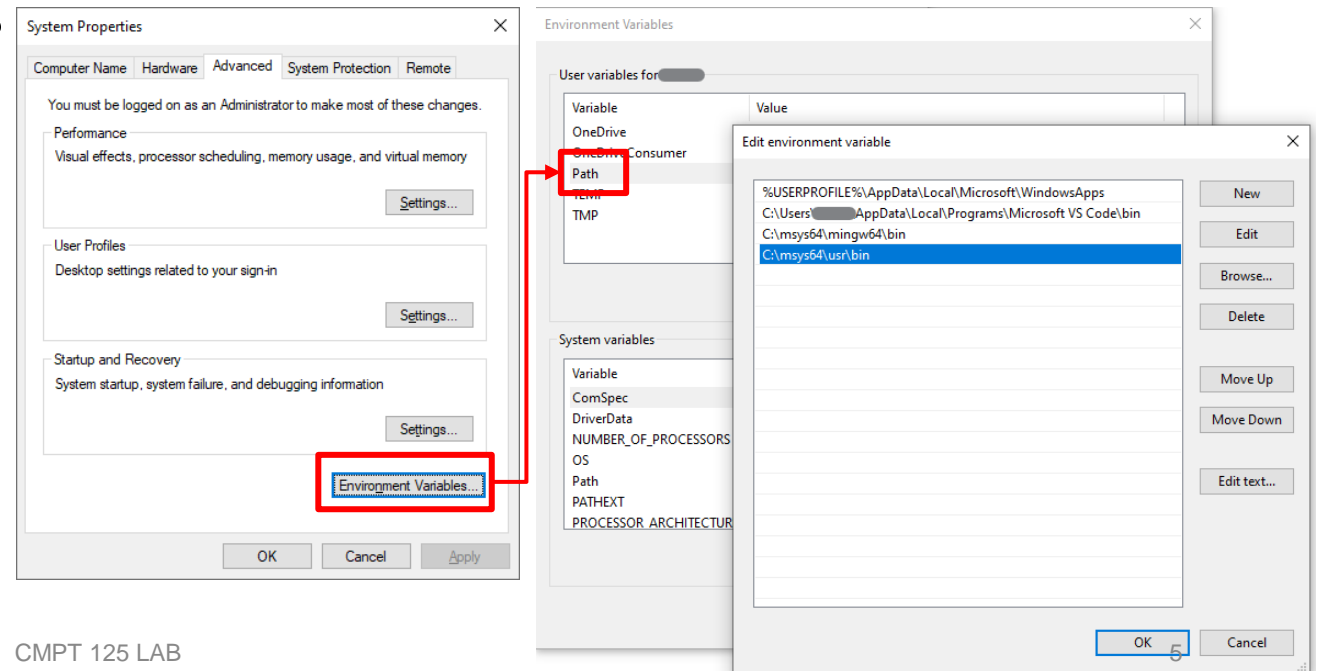 System Properties
Computer Name Hardware Advanced System Protection Remote
You must be logged on as an Administrator to make most of these changes.
Performance
Visual effects, processor scheduling, memory usage, and virtual memory
Settings...
User Profiles
Desktop settings related to your sign-in
Settings...
Startup and Recovery
System startup, system failure, and debugging information
Settings...
Environment Variables...
OK Cancel Apply
Environment Variables
User variables for
Variable Value
OneDrive
OneDriveConsumer
Path
TEMP
TMP
System variables
Variable
ComSpec
DriverData
NUMBER_OF_PROCESSORS
OS
Path
PATHEXT
PROCESSOR_ARCHITECTUR
Edit environment variable
%USERPROFILE%\AppData\Local\Microsoft\WindowsApps
C:\Users\ AppData\Local\Programs\Microsoft VS Code\bin
C:\msys64\mingw64\bin
C:\msys64\usr\bin
New
Edit
Browse...
Delete
Move Up
Move Down
Edit text...
OK Cancel
CMPT 125 LAB
5